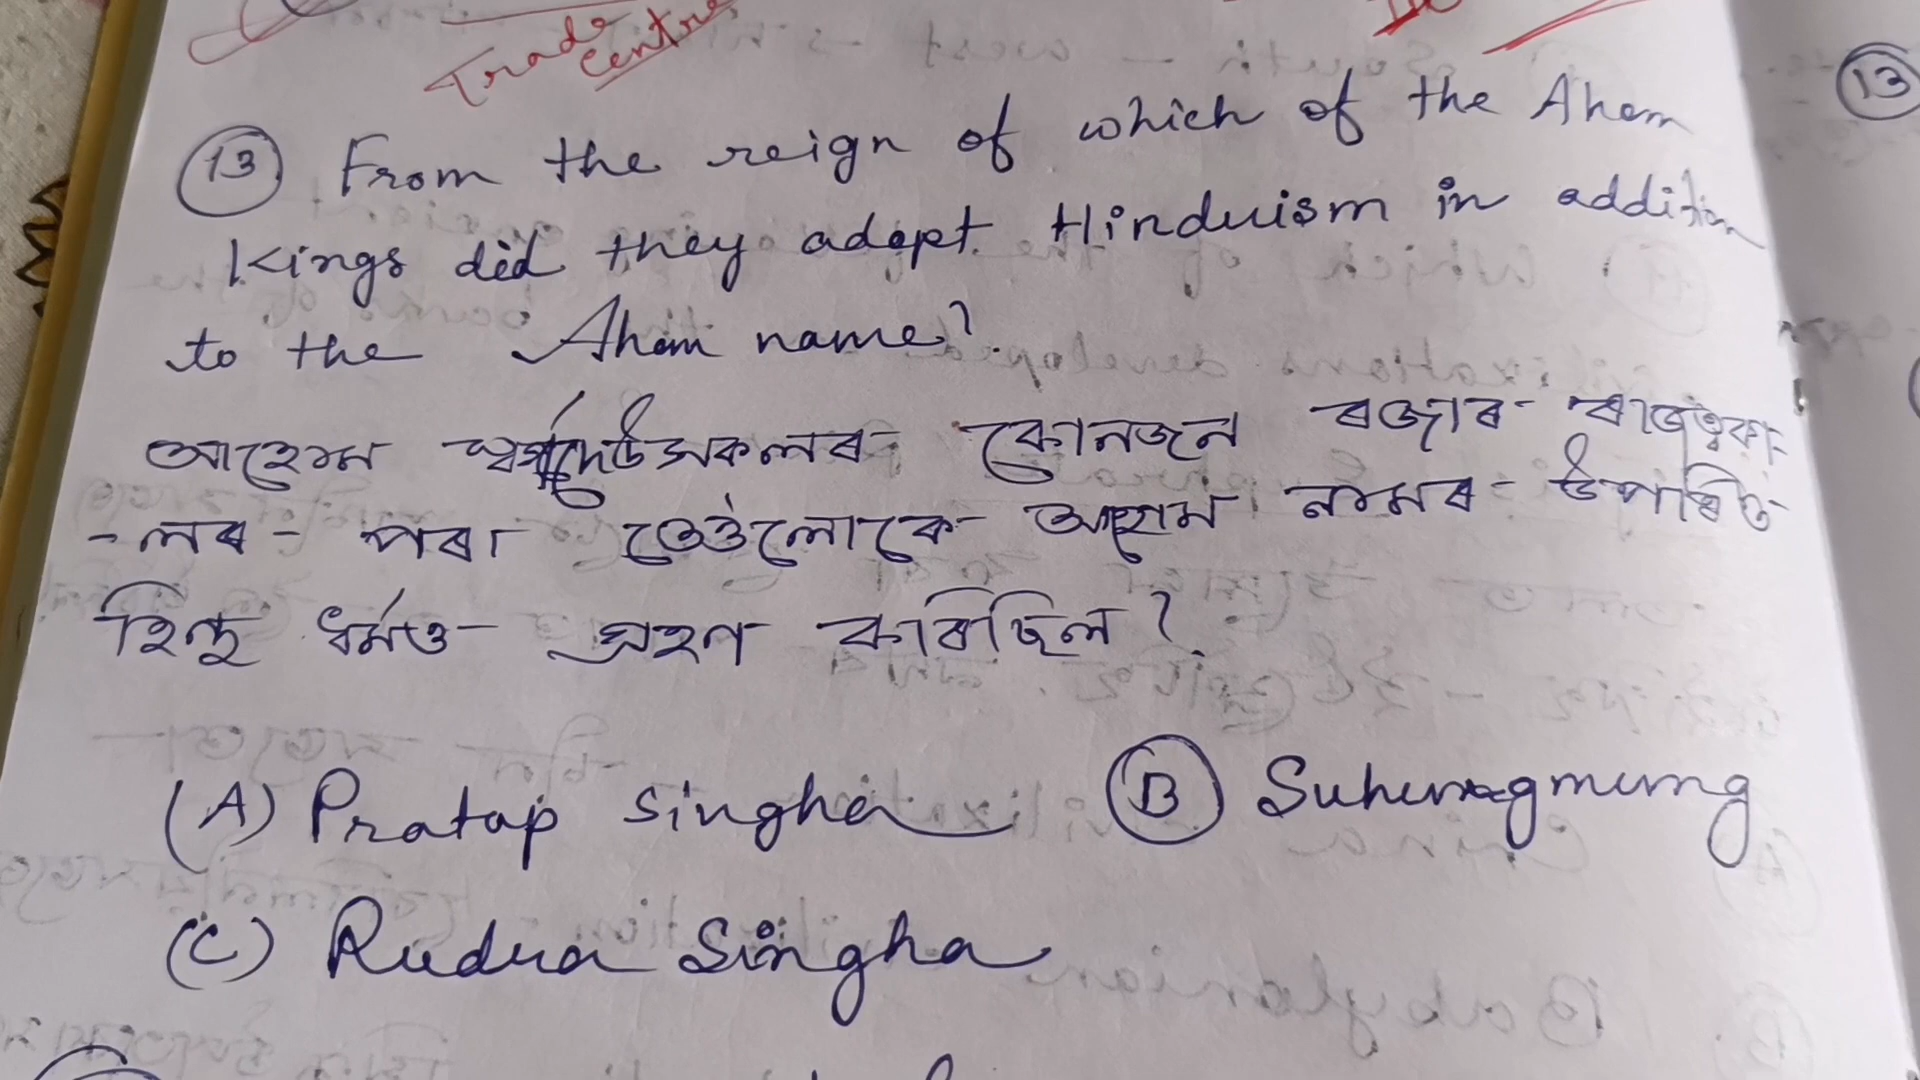 Trade
centre
(13) From the reign of which of the Ahom
Kings did they adopt Hinduism in addition
to the Ahom name?
আহোম স্বৰ্গদেউসকলৰ কোনজন ৰজাৰ ৰাজত্বকা-
-লৰ পৰা তেওঁলোকে আহোম নামৰ উপৰিও
হিন্দু ধৰ্মও গ্ৰহণ কৰিছিল?
(A) Pratap Singha (B) Suhungmung
(C) Rudra Singha
(13)